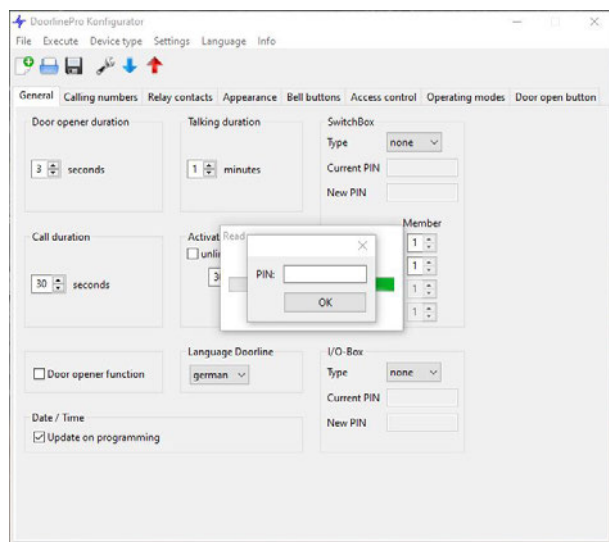 DoorlinePro Konfigurator
File Execute Device type Settings Language Info
General Calling numbers Relay contacts Appearance Bell buttons Access control Operating modes Door open button
Door opener duration
3 seconds
Talking duration
1 minutes
SwitchBox
Type none
Current PIN
New PIN
Member
1
1
1
1
Call duration
30 seconds
Read
PIN:
OK
Door opener function
Language Doorline
german
I/O-Box
Type none
Current PIN
New PIN
Date / Time
Update on programming